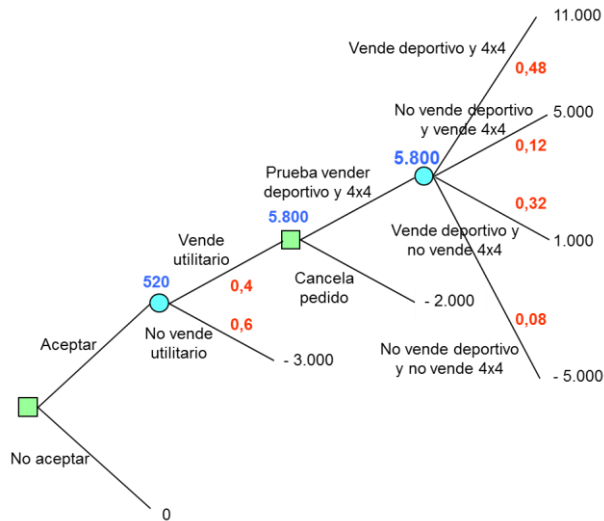 11.000
Vende deportivo y 4x4
0,48
No vende deportivo
y vende 4x4
5.000
0,12
5.800
Prueba vender
deportivo y 4x4
0,32
5.800
Vende deportivo y
no vende 4x4
1.000
Vende
utilitario
Cancela
pedido
520
0,4
- 2.000
0,08
0,6
No vende
utilitario
Aceptar
No vende deportivo
y no vende 4x4
- 3.000
- 5.000
No aceptar
0